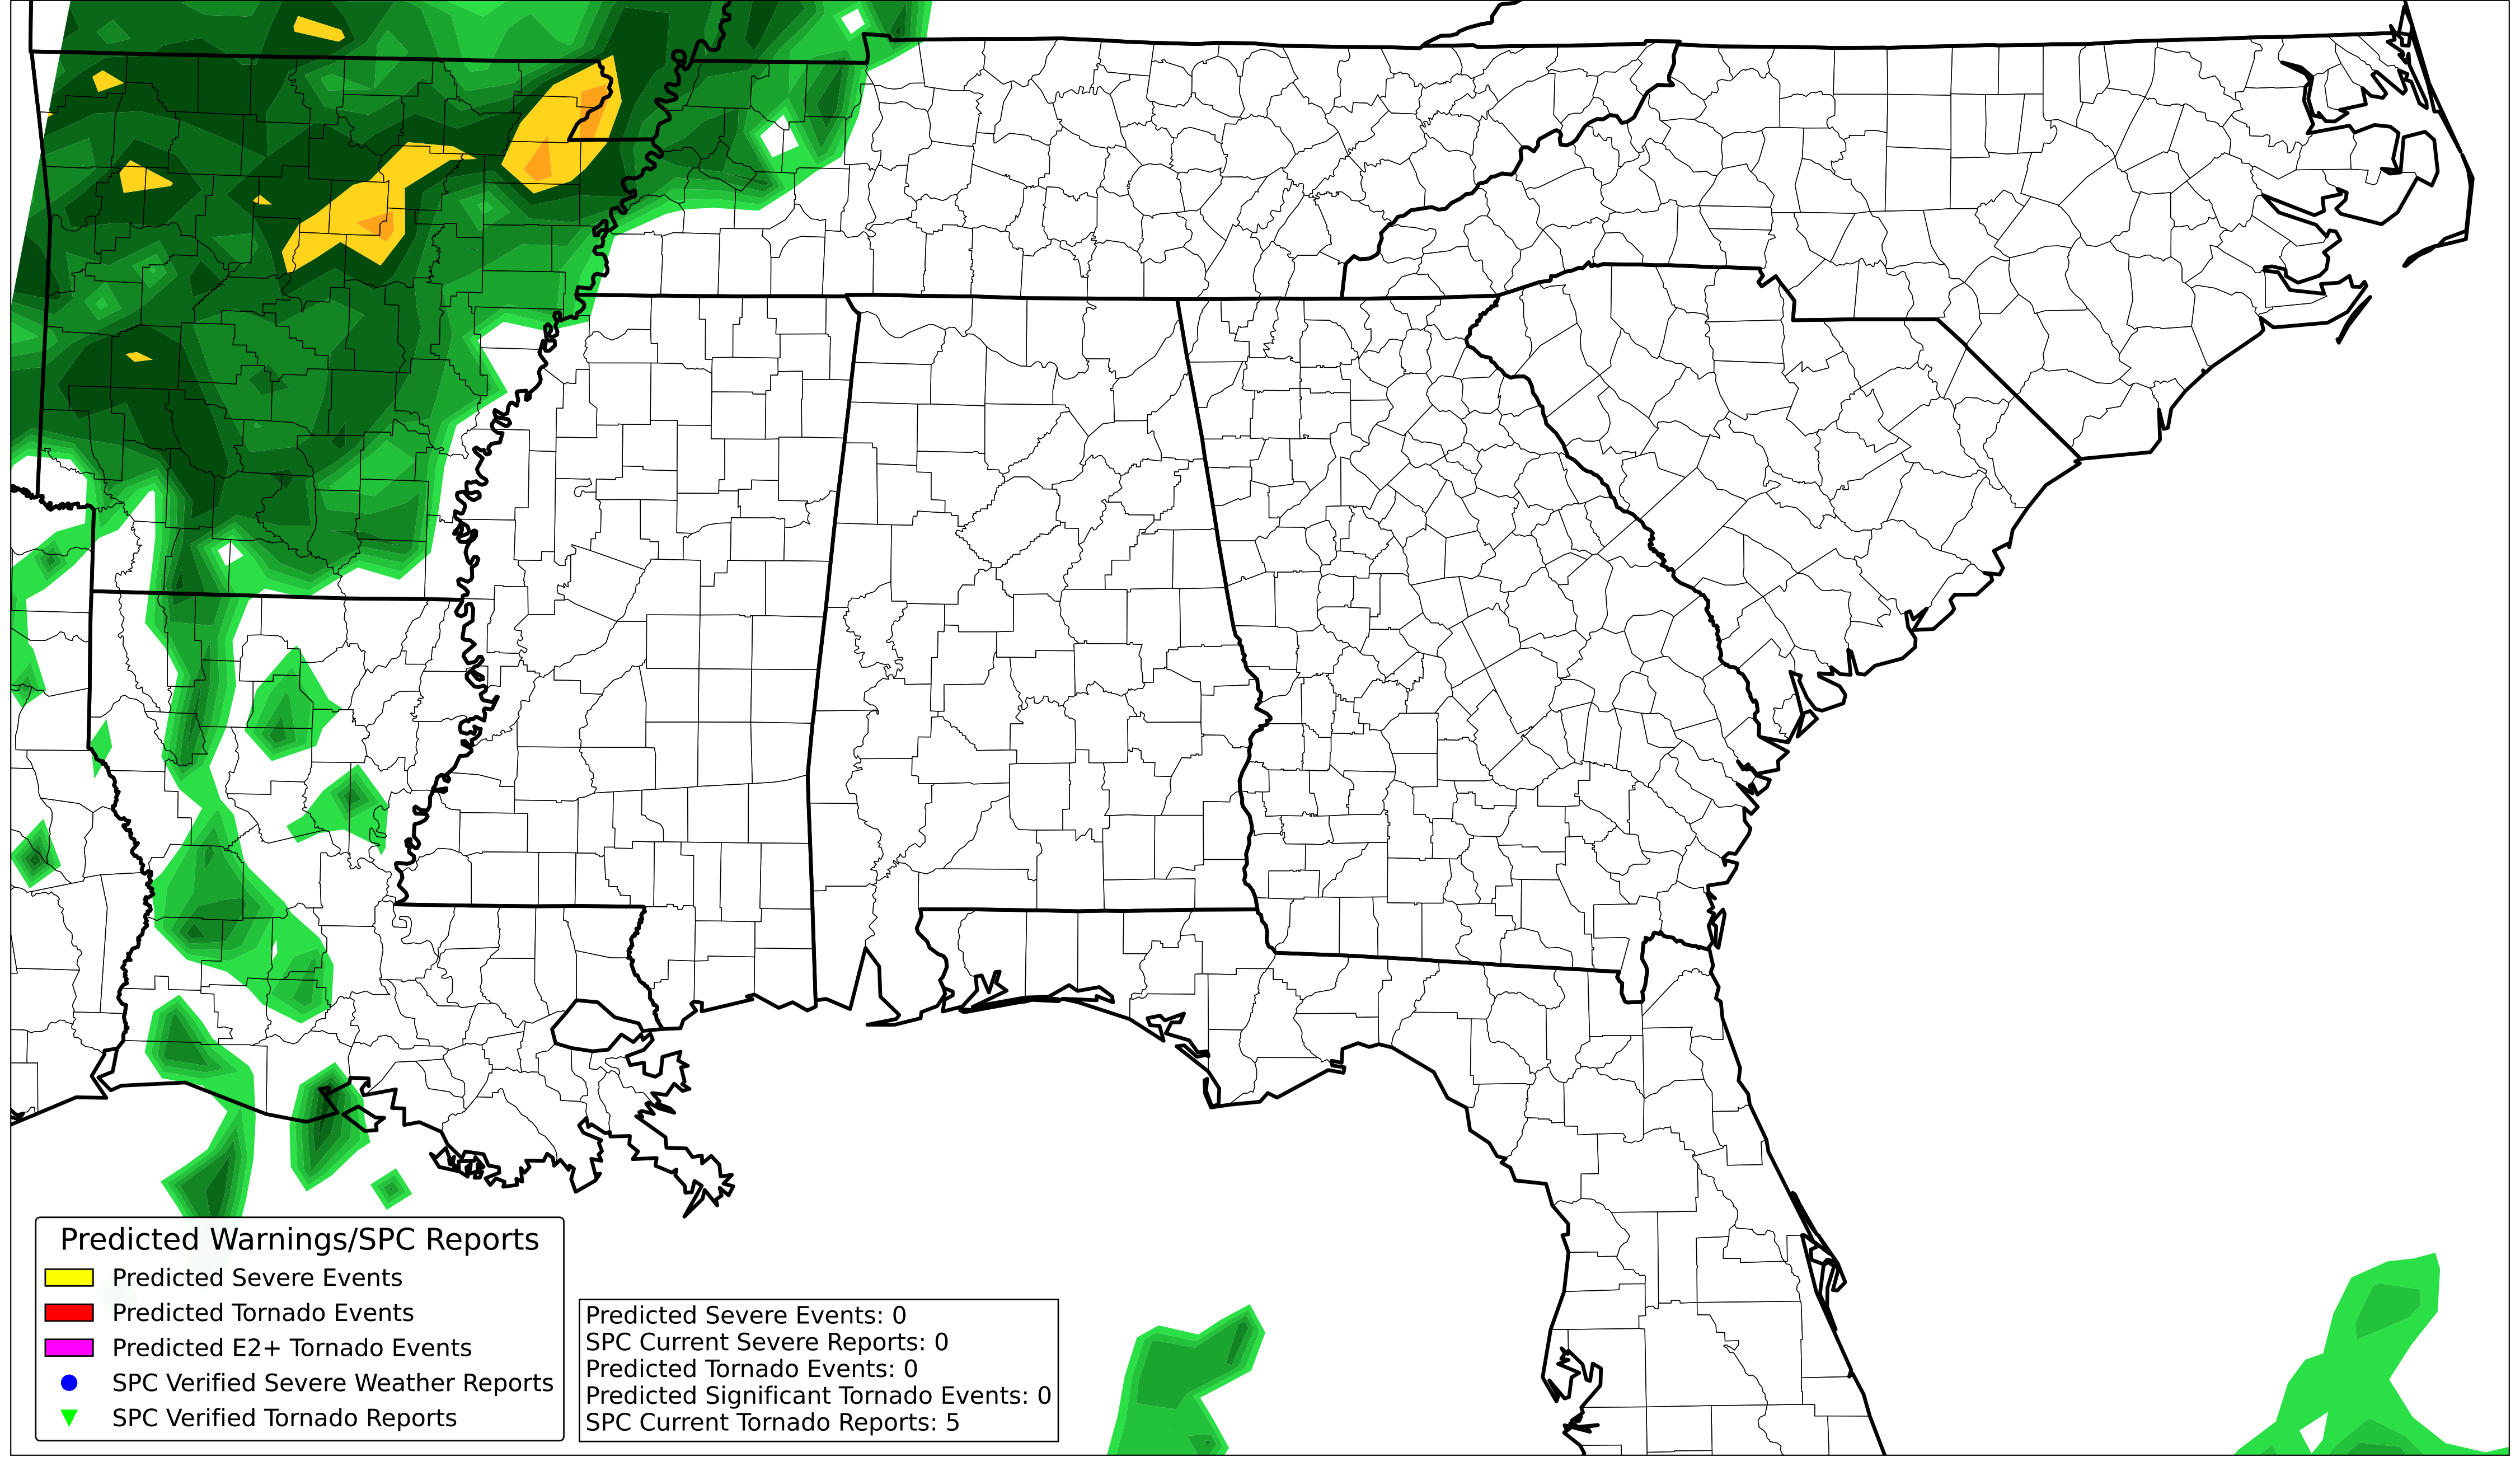 Predicted Warnings/SPC Reports
Predicted Severe Events
Predicted Tornado Events
Predicted E2+ Tornado Events
SPC Verified Severe Weather Reports
SPC Verified Tornado Reports
Predicted Severe Events: 0
SPC Current Severe Reports: 0
Predicted Tornado Events: 0
Predicted Significant Tornado Events: 0
SPC Current Tornado Reports: 5